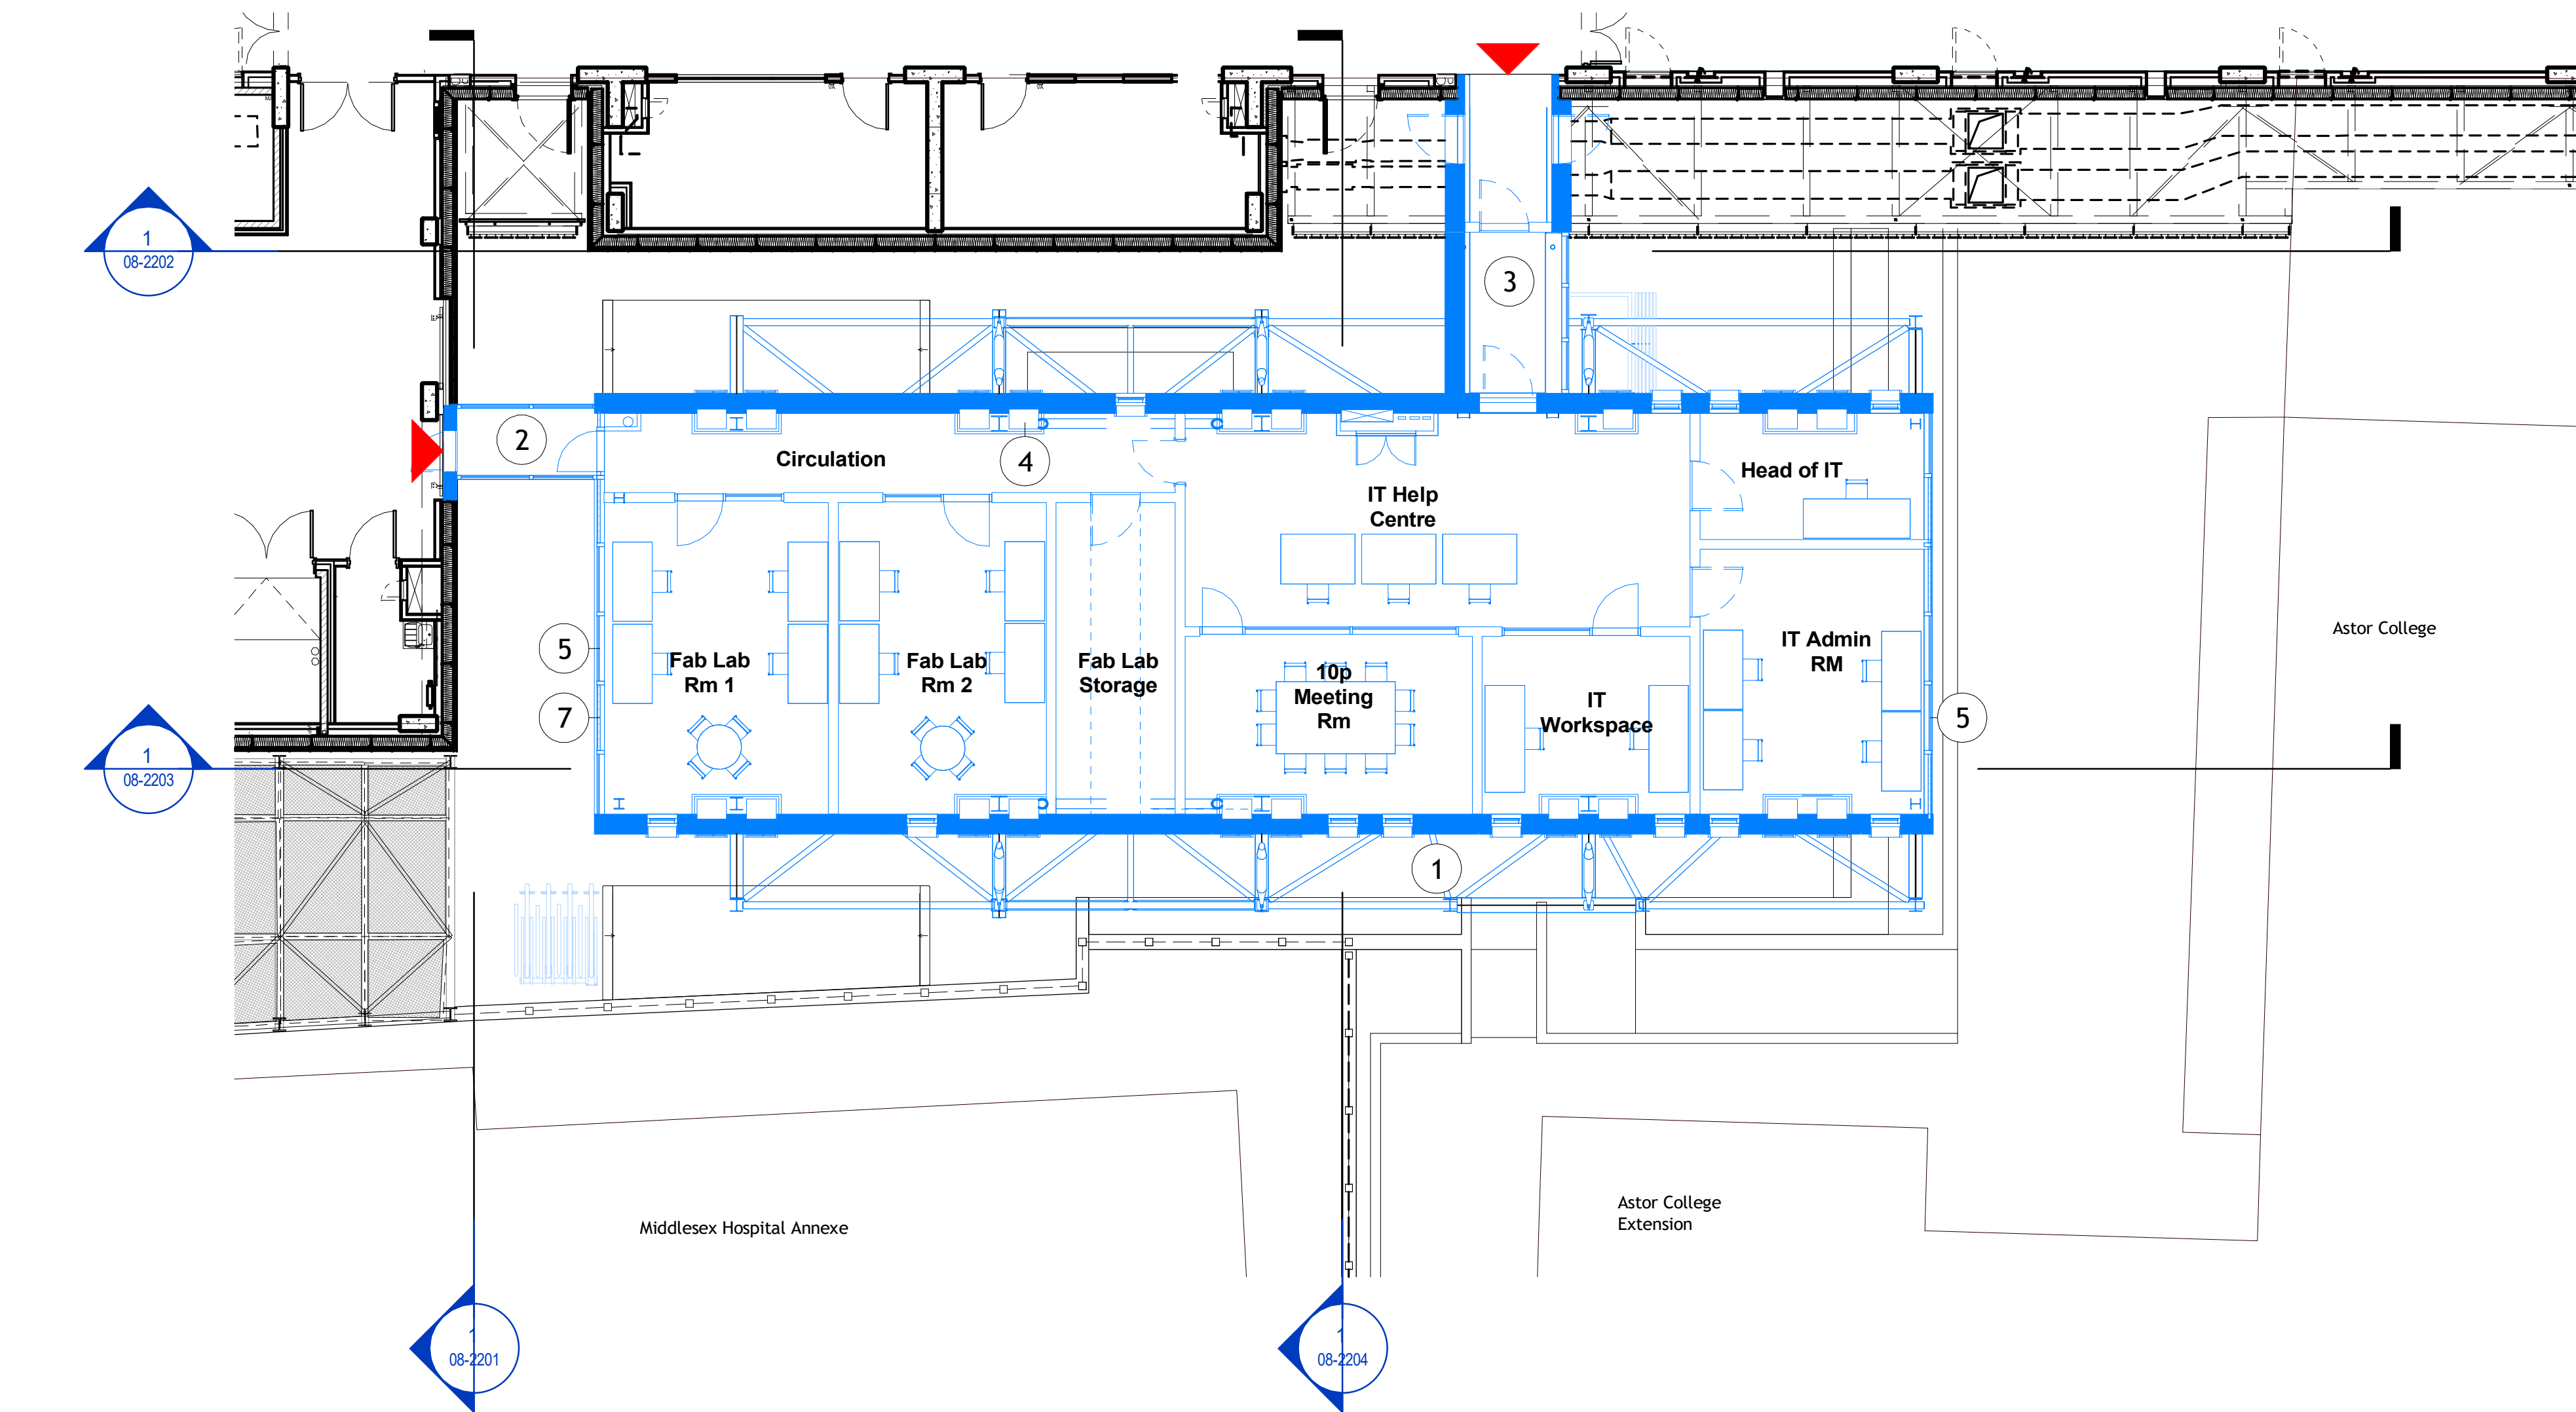 1
08-2202
3
2
Circulation
4
Head of IT
IT Help
Centre
5
Astor College
Fab Lab
Rm 1
Fab Lab
Rm 2
Fab Lab
Storage
10p
Meeting
Rm
IT Admin
RM
IT
Workspace
7
5
1
08-2203
1
Middlesex Hospital Annexe
Astor College
Extension
1
08-2201
1
08-2204